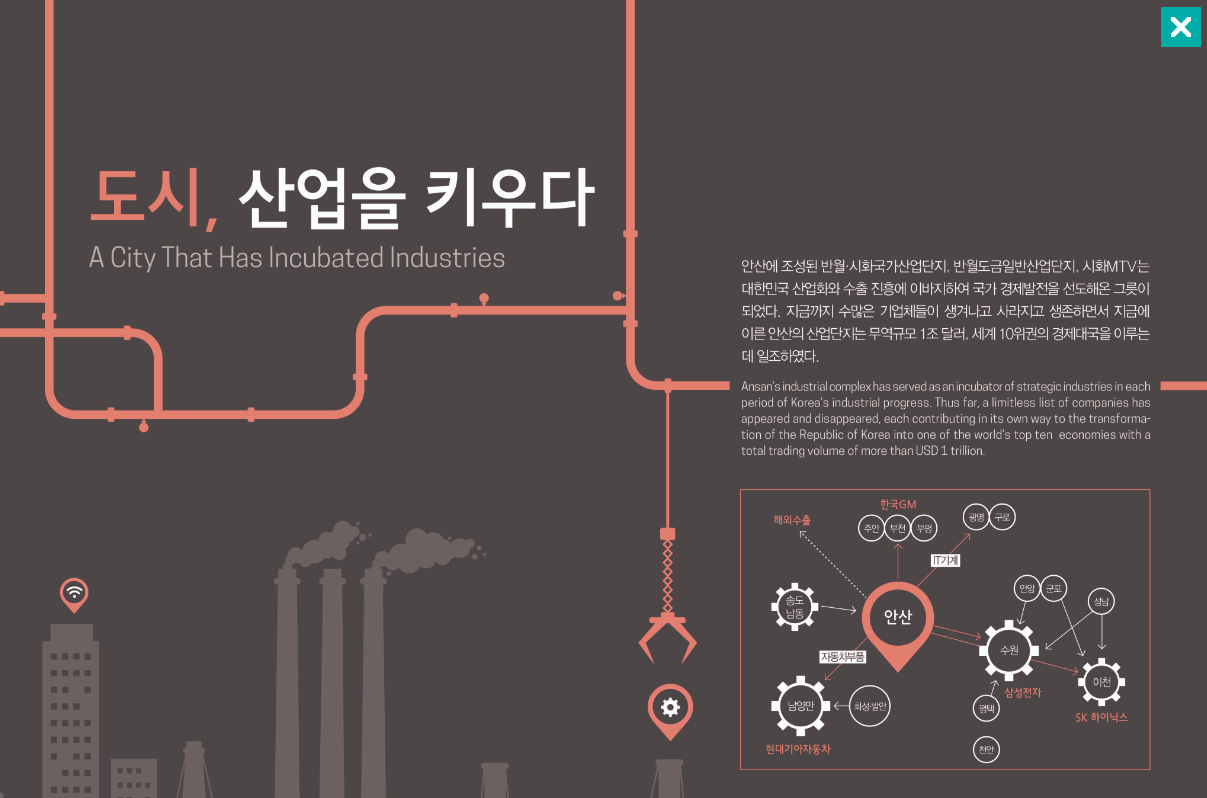 도시, 산업을 키우다
A City That Has Incubated Industries
안산에 조성된 반월·시화국가산업단지, 반월도금일반산업단지, 시화MTV는
대한민국 산업화와 수출 진흥에 이바지하여 국가 경제발전을 선도해온 그릇이
되었다. 지금까지 수많은 기업체들이 생겨나고 사라지고 생존하면서 지금에
이른 안산의 산업단지는 무역규모 1조 달러, 세계 10위권의 경제대국을 이루는
데 일조하였다.
Ansan's industrial complex has served as an incubator of strategic industries in each
period of Korea's industrial progress. Thus far, a limitless list of companies has
appeared and disappeared, each contributing in its own way to the transforma-
tion of the Republic of Korea into one of the world's top ten economies with a
total trading volume of more than USD 1 trillion.
한국GM
해외수출
주안
부천
부평
광명
구로
IT기계
송도
남동
안산
안양
군포
성남
자동차부품
수원
이천
삼성전자
SK 하이닉스
남양만
화성·발안
평택
현대기아자동차
천안